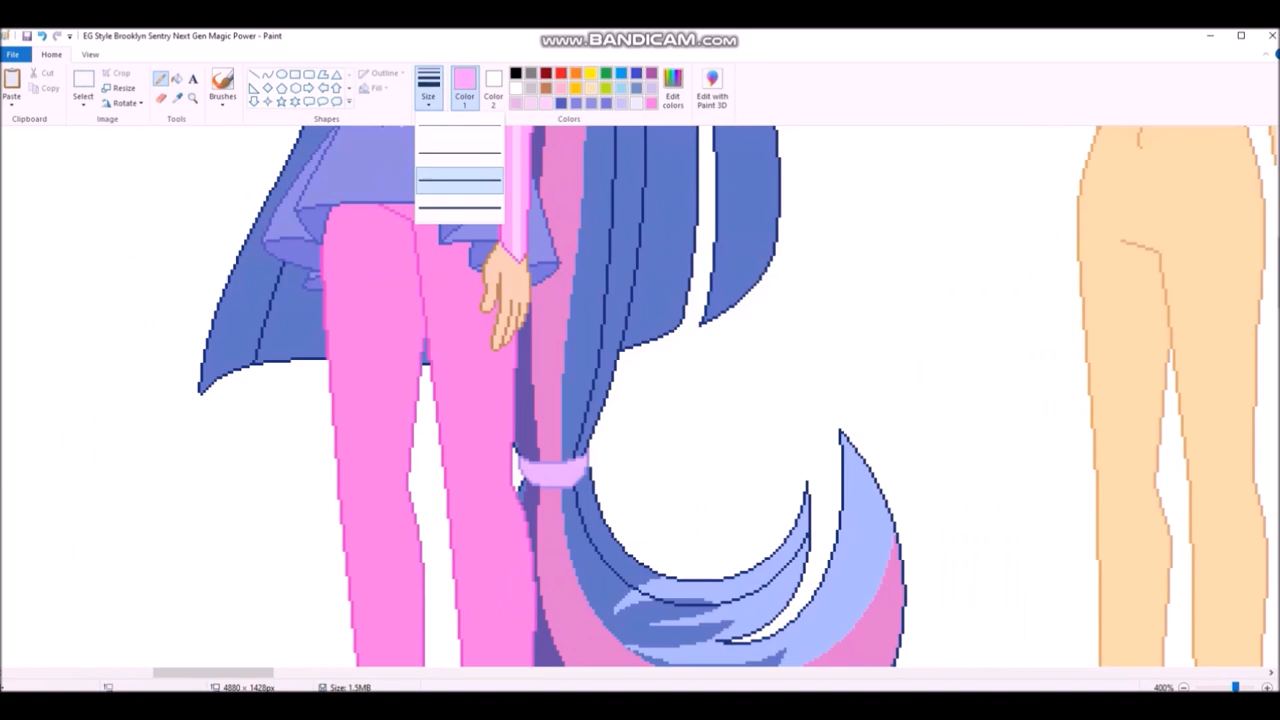 EG Style Brooklyn Sentry Next Gen Magic Power - Paint
www.BANDICAM.com
File
Home
View
Paste
Cut
Copy
Clipboard
Select
Crop
Resize
Rotate
Image
Tools
Brushes
Outline
Fill
Shapes
Size
Color 1
Color 2
Edit colors
Edit with Paint 3D
Colors
4880 × 1428px
Size: 1.5MB
400%